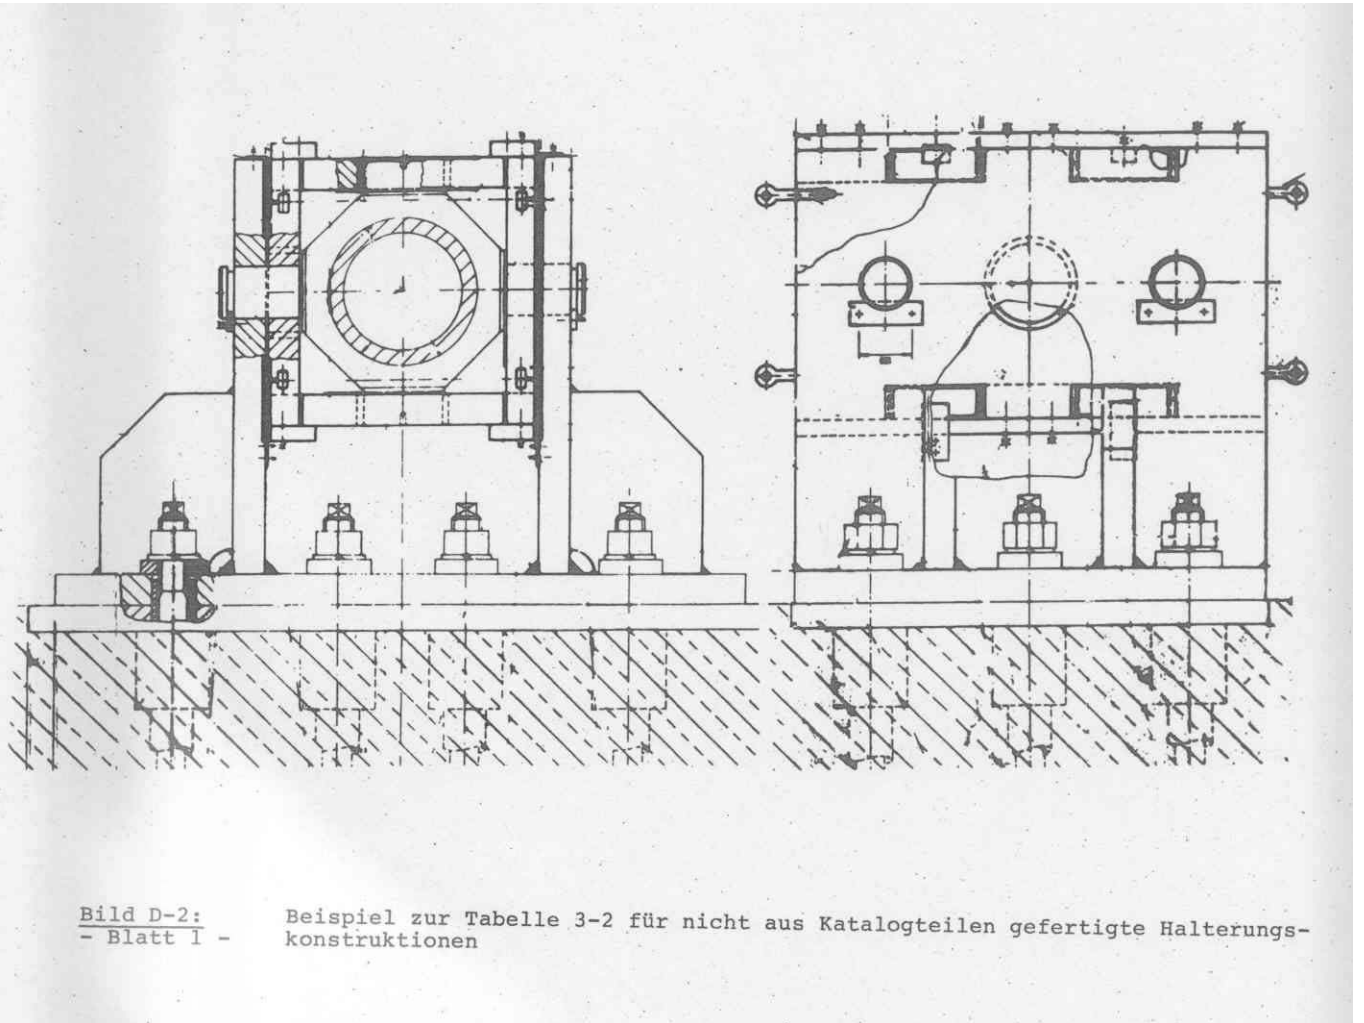 Bild D-2: Beispiel zur Tabelle 3-2 für nicht aus Katalogteilen gefertigte Halterungs-
- Blatt 1 - konstruktionen